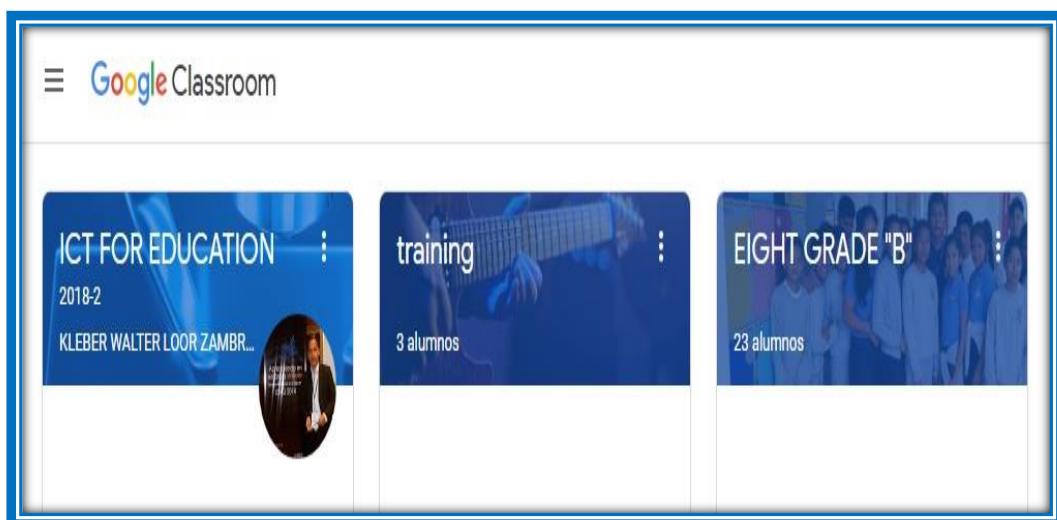 Google Classroom
ICT FOR EDUCATION
2018-2
KLEBER WALTER LOOR ZAMBR...
training
3 alumnos
EIGHT GRADE "B"
23 alumnos